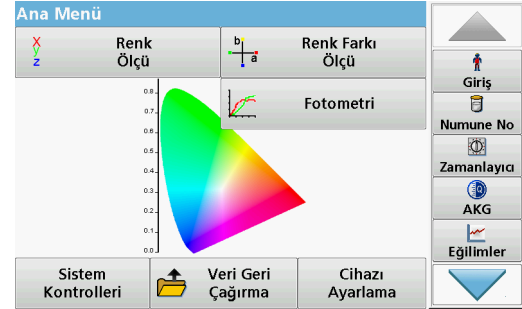 Ana Menü
X
y
z
Renk
Ölçü
b
a
Renk Farkı
Ölçü
Fotometri
0.8
0.7
0.6
0.5
0.4
0.3
0.2
0.1
0.0
Sistem
Kontrolleri
Veri Geri
Çağırma
Cihazı
Ayarlama
Giriş
Numune No
Zamanlayıcı
AKG
Eğilimler